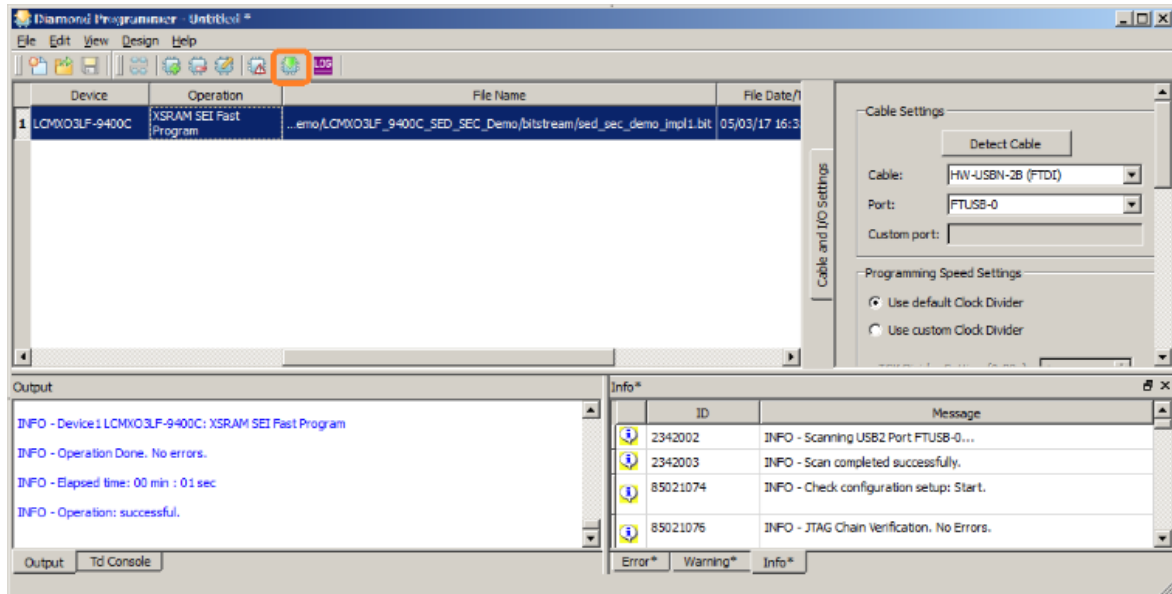 Diamond Programmer - Untitled *
File Edit View Design Help
LOG
Device Operation File Name File Date/T
1 LCMXO3LF-9400C XSRAM SEI Fast
Program ...emo/LCMXO3LF_9400C_SED_SEC_Demo/bitstream/sed_sec_demo_impl1.bit 05/03/17 16:3
Cable and I/O Settings
Cable Settings
Detect Cable
Cable: HW-USBN-2B (FTDI)
Port: FTUSB-0
Custom port:
Programming Speed Settings
Use default Clock Divider
Use custom Clock Divider
Output
INFO - Device1 LCMXO3LF-9400C: XSRAM SEI Fast Program
INFO - Operation Done. No errors.
INFO - Elapsed time: 00 min : 01 sec
INFO - Operation: successful.
Output Tcl Console
Info*
ID Message
2342002 INFO - Scanning USB2 Port FTUSB-0...
2342003 INFO - Scan completed successfully.
85021074 INFO - Check configuration setup: Start.
85021076 INFO - JTAG Chain Verification. No Errors.
Error* Warning* Info*